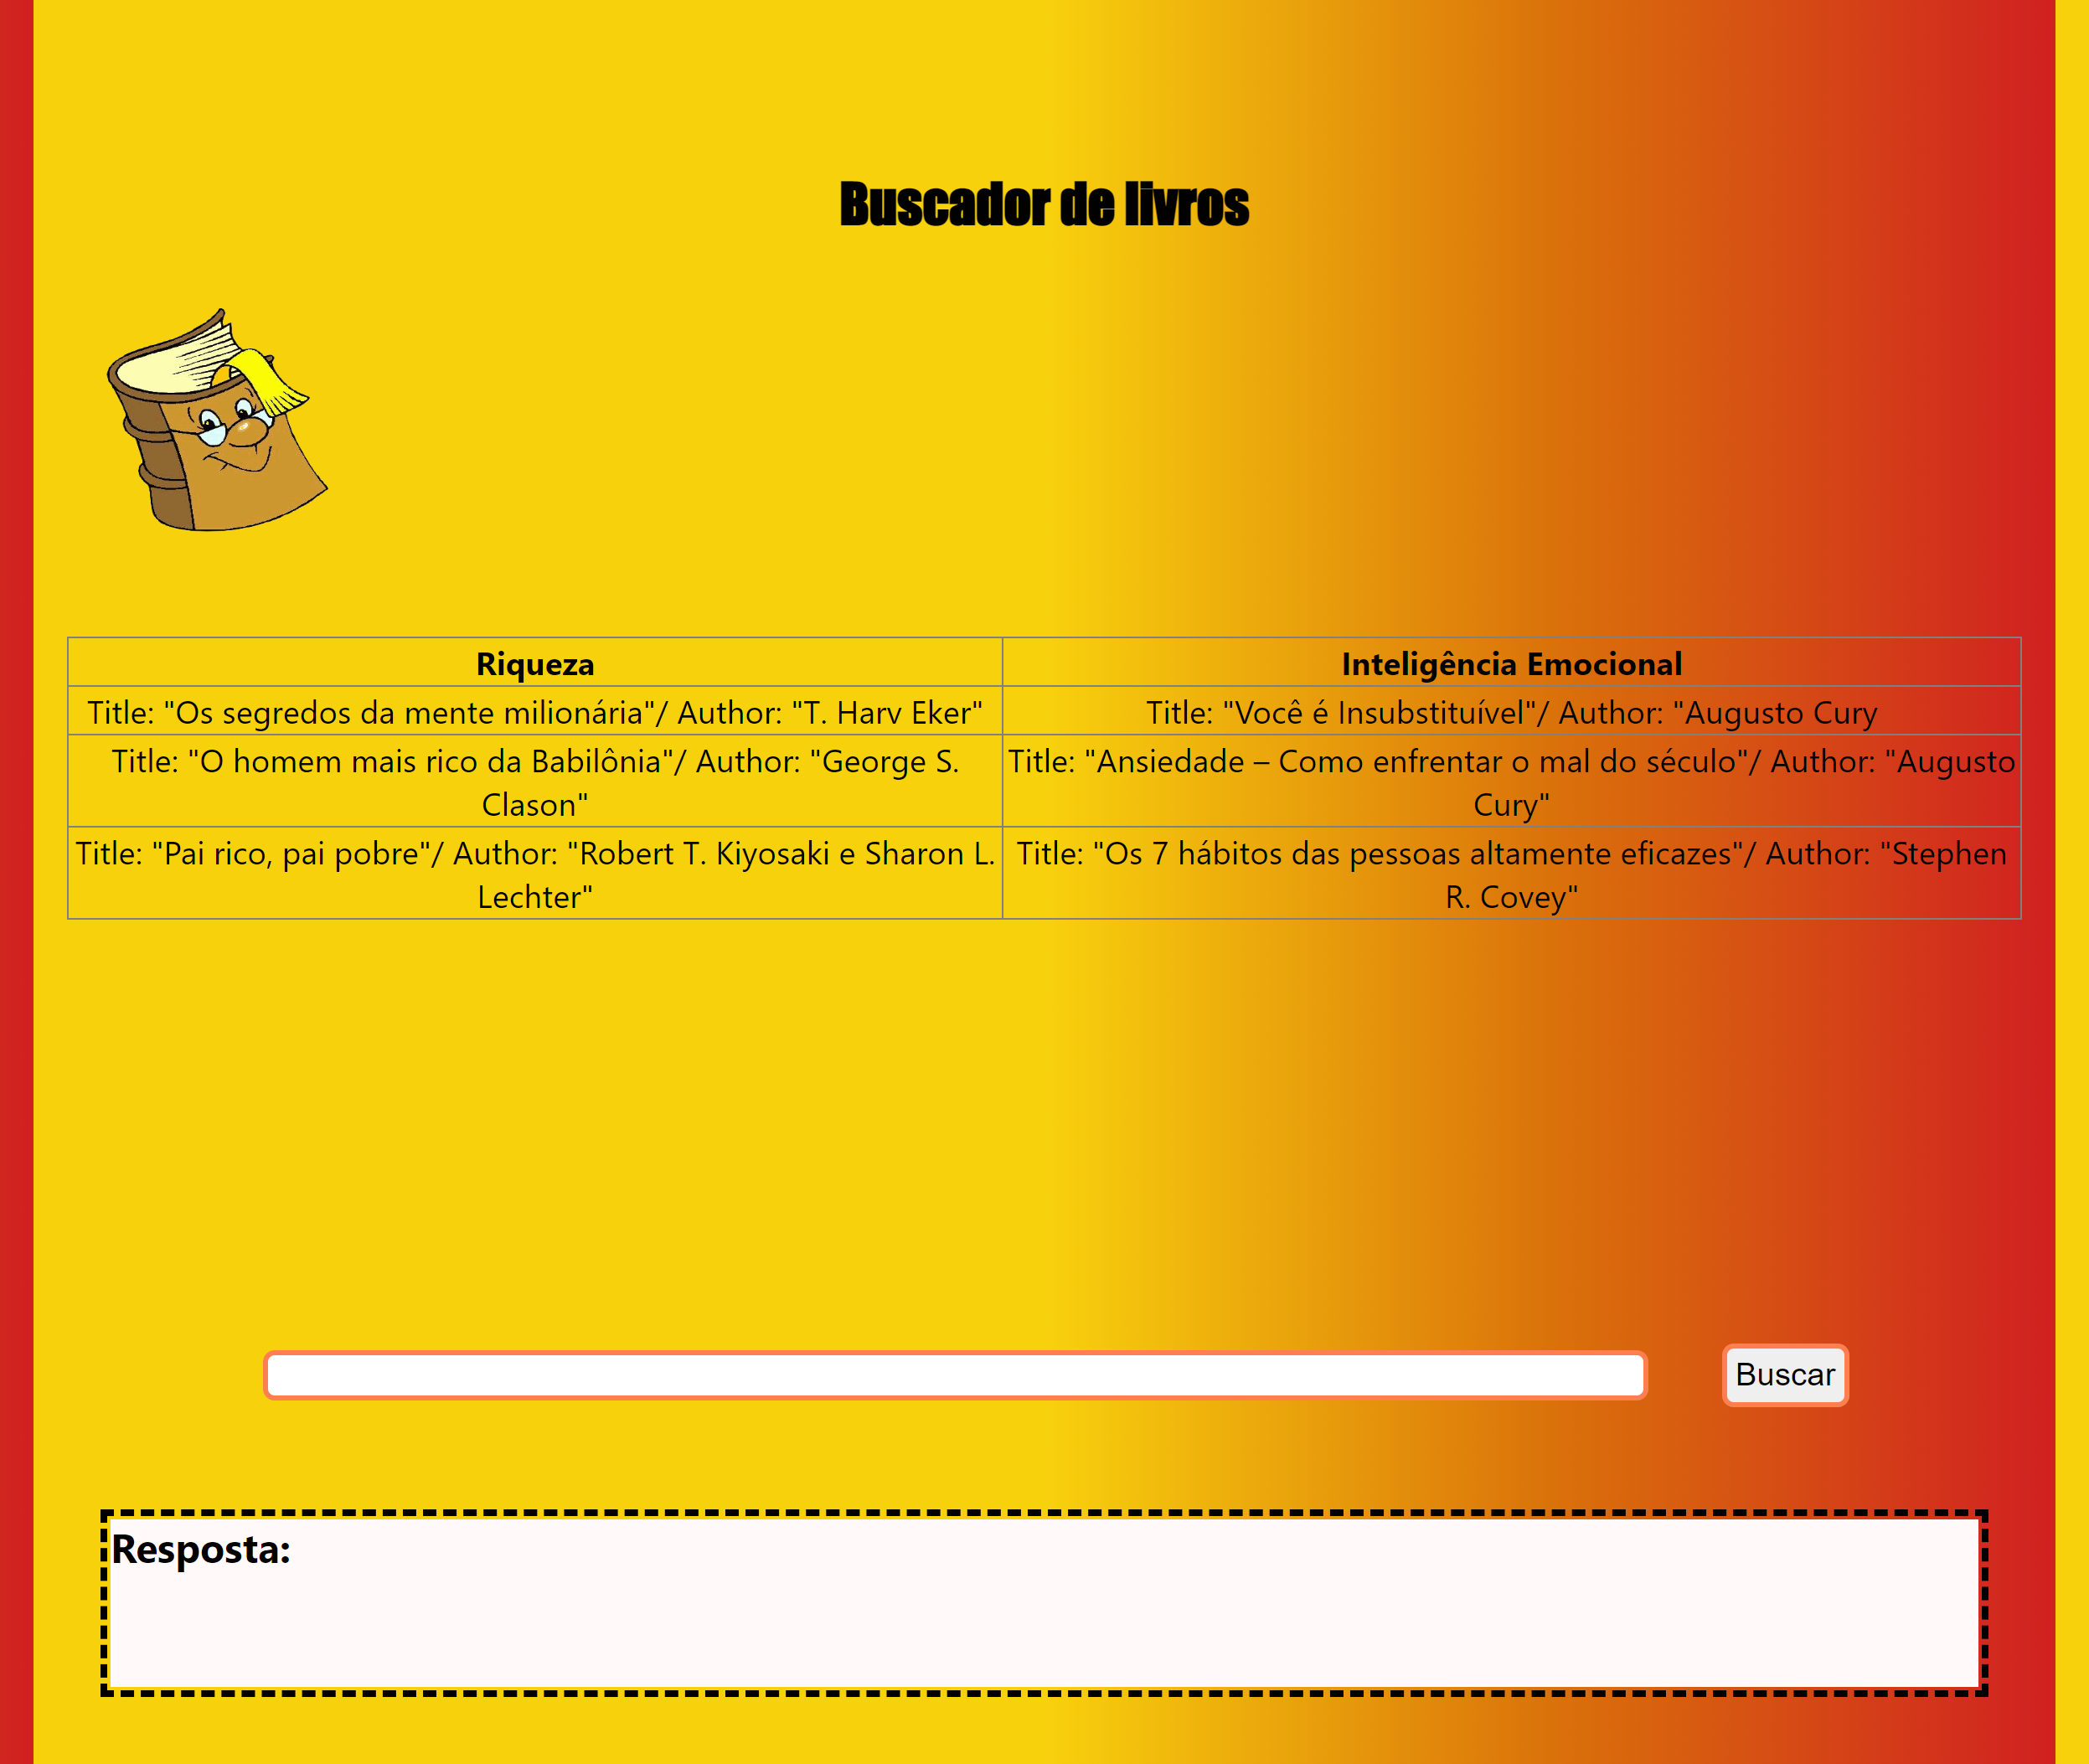 Buscador de livros
Riqueza
Inteligência Emocional
Title: "Os segredos da mente milionária"/ Author: "T. Harv Eker"
Title: "Você é Insubstituível"/ Author: "Augusto Cury
Title: "O homem mais rico da Babilônia"/ Author: "George S.
Clason"
Title: "Ansiedade – Como enfrentar o mal do século"/ Author: "Augusto
Cury"
Title: "Pai rico, pai pobre"/ Author: "Robert T. Kiyosaki e Sharon L.
Lechter"
Title: "Os 7 hábitos das pessoas altamente eficazes"/ Author: "Stephen
R. Covey"
Buscar
Resposta: